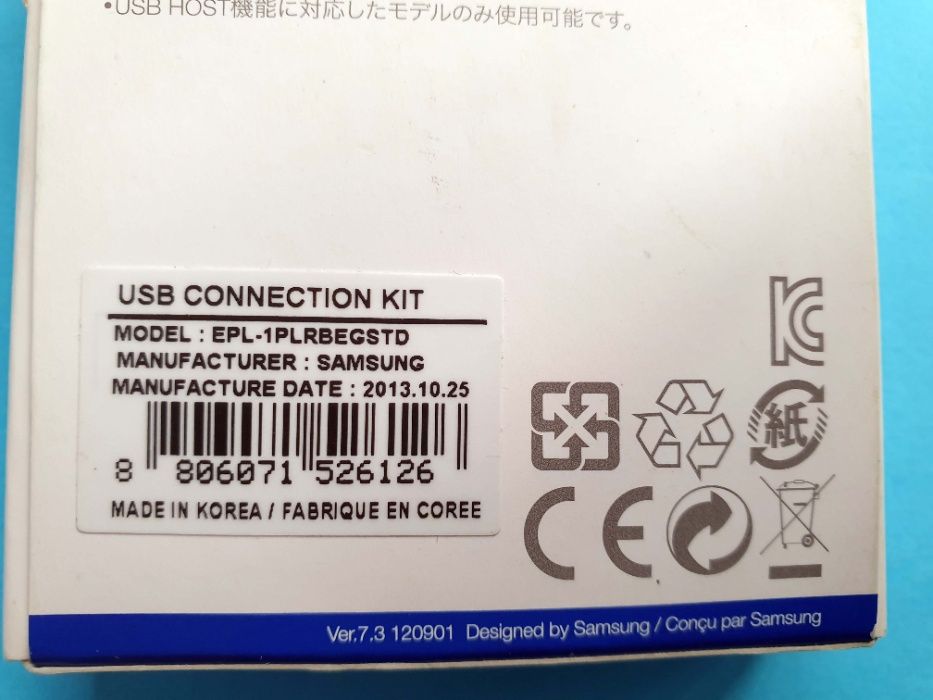 •USB HOST機能に対応したモデルのみ使用可能です。
USB CONNECTION KIT
MODEL : EPL-1PLRBEGSTD
MANUFACTURER : SAMSUNG
MANUFACTURE DATE : 2013.10.25
8 806071 526126
MADE IN KOREA / FABRIQUE EN COREE
紙
CE
Ver.7.3 120901 Designed by Samsung / Conçu par Samsung